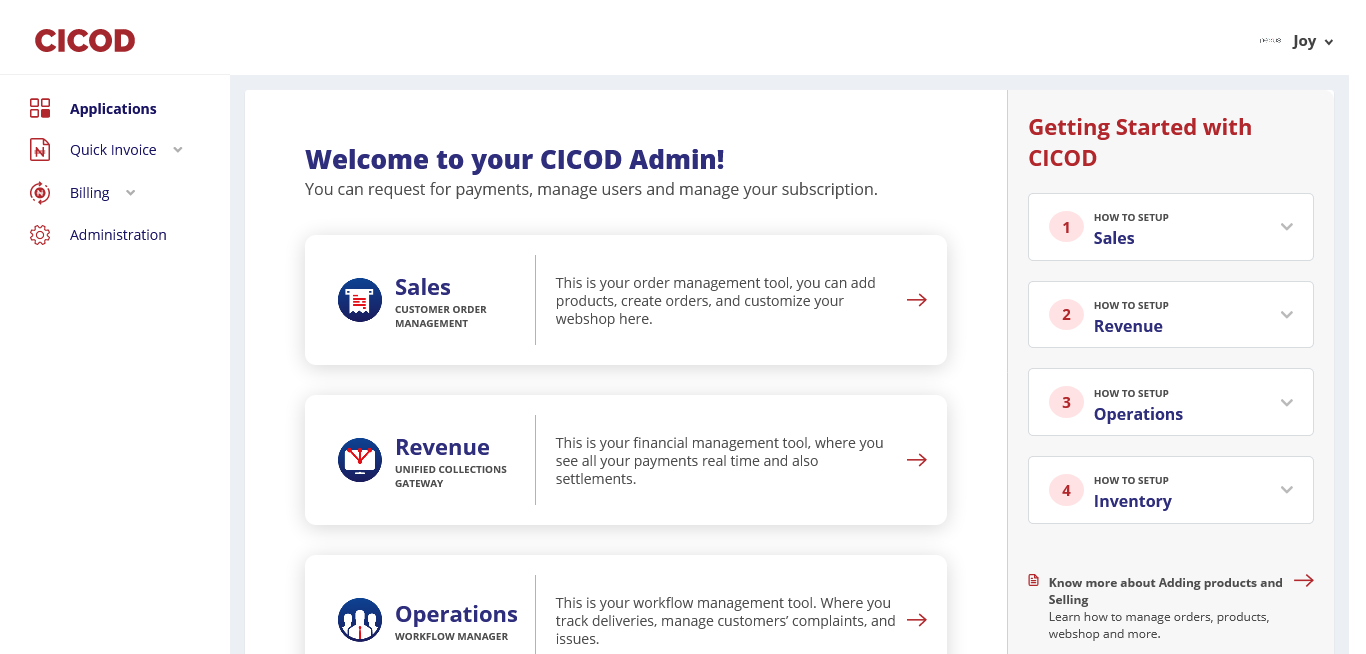 CICOD
Joy
Applications
Quick Invoice
Billing
Administration
Welcome to your CICOD Admin!
You can request for payments, manage users and manage your subscription.
Sales
CUSTOMER ORDER
MANAGEMENT
This is your order management tool, you can add
products, create orders, and customize your
webshop here.
Revenue
UNIFIED COLLECTIONS
GATEWAY
This is your financial management tool, where you
see all your payments real time and also
settlements.
Operations
WORKFLOW MANAGER
This is your workflow management tool. Where you
track deliveries, manage customers’ complaints, and
issues.
Getting Started with
CICOD
1
HOW TO SETUP
Sales
2
HOW TO SETUP
Revenue
3
HOW TO SETUP
Operations
4
HOW TO SETUP
Inventory
Know more about Adding products and
Selling
Learn how to manage orders, products,
webshop and more.